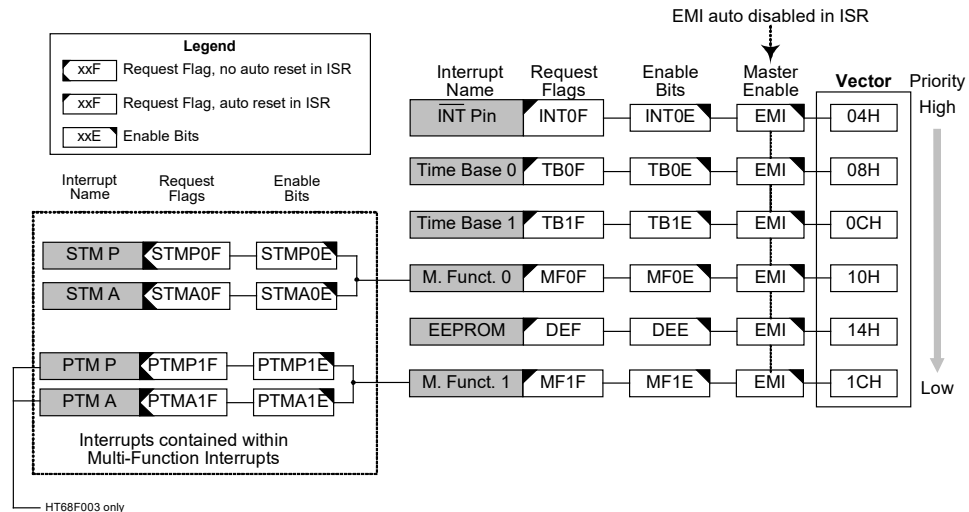 EMI auto disabled in ISR
Legend
xxF Request Flag, no auto reset in ISR
xxF Request Flag, auto reset in ISR
xxE Enable Bits
Interrupt Name
Request Flags
Enable Bits
Master Enable
Vector
Priority
High
INT Pin INT0F INT0E EMI 04H
Time Base 0 TB0F TB0E EMI 08H
Time Base 1 TB1F TB1E EMI 0CH
M. Funct. 0 MF0F MF0E EMI 10H
EEPROM DEF DEE EMI 14H
M. Funct. 1 MF1F MF1E EMI 1CH
Low
Interrupt Name
Request Flags
Enable Bits
STM P STMP0F STMP0E
STM A STMA0F STMA0E
PTM P PTMP1F PTMP1E
PTM A PTMA1F PTMA1E
Interrupts contained within
Multi-Function Interrupts
HT68F003 only